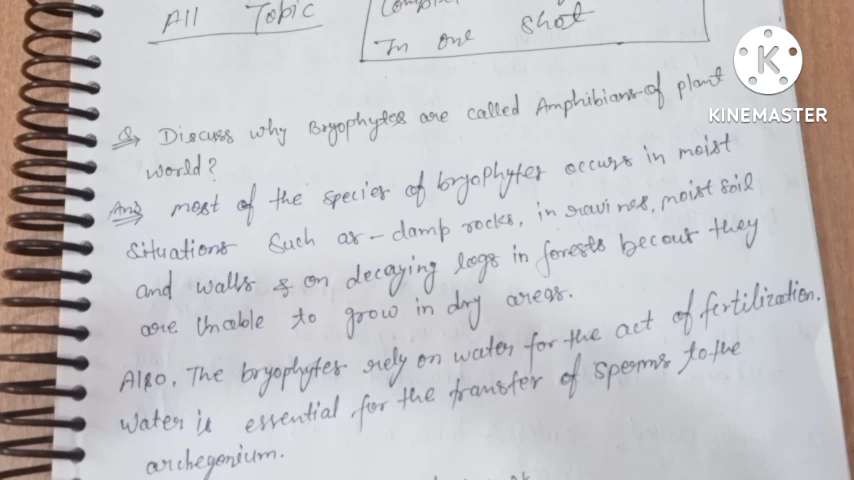 All Topic
In one Shot
K
KINEMASTER
Q⇒ Discuss why Bryophytes are called Amphibians of plant
world?
Ans⇒ most of the species of bryophytes occurs in moist
situations such as - damp rocks, in ravines, moist soil
and walls & on decaying logs in forests becous they
are unable to grow in dry areas.
Also, The bryophytes rely on water for the act of fertilization.
Water is essential for the transfer of sperms to the
archegonium.